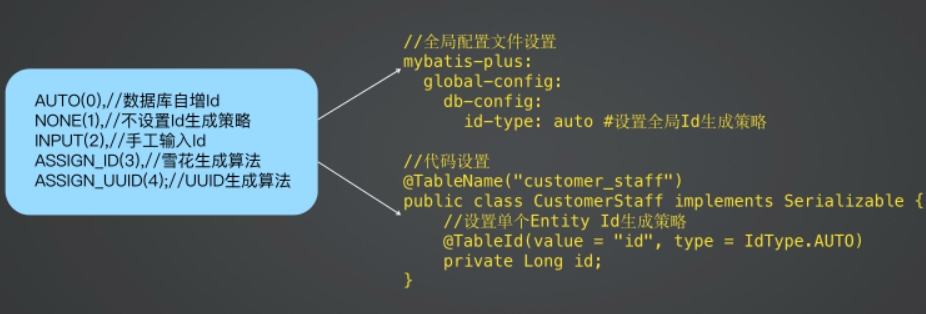 AUTO(0),//数据库自增Id
NONE(1),//不设置Id生成策略
INPUT(2),//手工输入Id
ASSIGN_ID(3),//雪花生成算法
ASSIGN_UUID(4);//UUID生成算法
//全局配置文件设置
mybatis-plus:
  global-config:
    db-config:
      id-type: auto #设置全局Id生成策略
//代码设置
@TableName("customer_staff")
public class CustomerStaff implements Serializable {
    //设置单个Entity Id生成策略
    @TableId(value = "id", type = IdType.AUTO)
    private Long id;
}